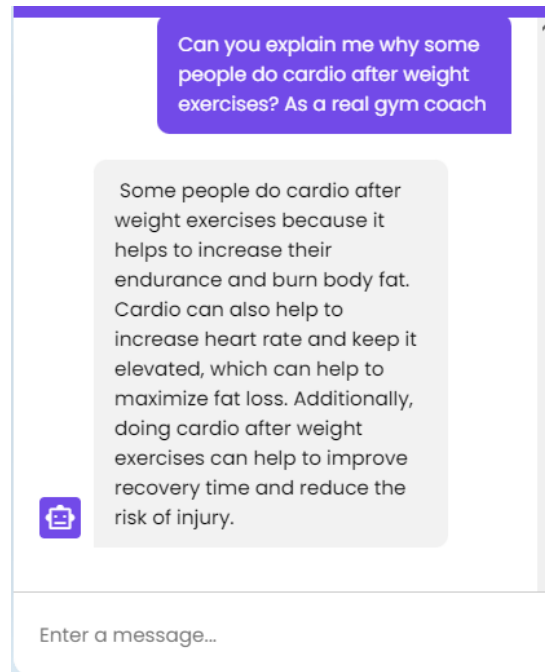 Can you explain me why some
people do cardio after weight
exercises? As a real gym coach
Some people do cardio after
weight exercises because it
helps to increase their
endurance and burn body fat.
Cardio can also help to
increase heart rate and keep it
elevated, which can help to
maximize fat loss. Additionally,
doing cardio after weight
exercises can help to improve
recovery time and reduce the
risk of injury.
Enter a message...